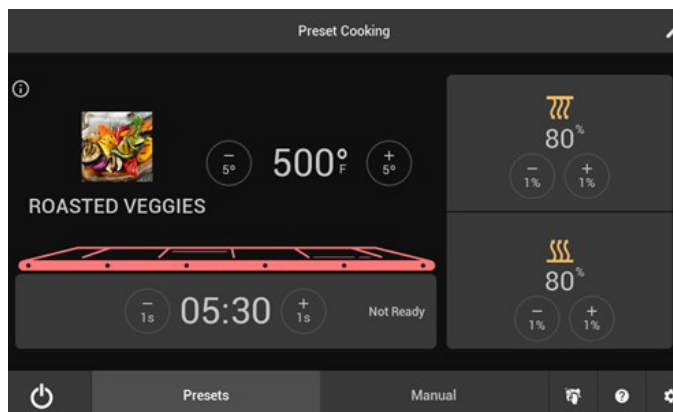 Preset Cooking
− 5°
500°F
+ 5°
80%
− 1%
+ 1%
ROASTED VEGGIES
80%
− 1%
+ 1%
− 1s
05:30
+ 1s
Not Ready
Presets
Manual
?